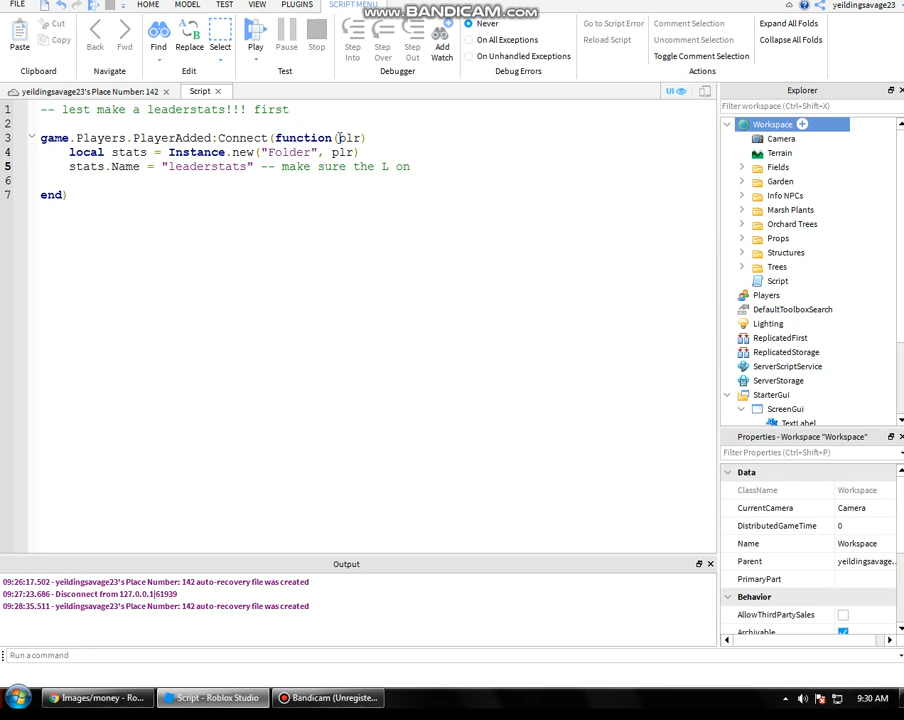 www.BANDICAM.com
FILE HOME MODEL TEST VIEW PLUGINS SCRIPT MENU yeildingsavage23
Paste Cut Copy
Back Fwd
Find Replace Select
Play Pause Stop
Step Into Step Over Step Out Add Watch
Never
On All Exceptions
On Unhandled Exceptions
Go to Script Error
Reload Script
Comment Selection
Uncomment Selection
Toggle Comment Selection
Expand All Folds
Collapse All Folds
Clipboard Navigate Edit Test Debugger Debug Errors Actions
yeildingsavage23's Place Number: 142 Script UI
1 -- lest make a leaderstats!!! first
2
3 game.Players.PlayerAdded:Connect(function(plr)
4 local stats = Instance.new("Folder", plr)
5 stats.Name = "leaderstats" -- make sure the L on
6
7 end)
Explorer
Filter workspace (Ctrl+Shift+X)
Workspace
Camera
Terrain
Fields
Garden
Info NPCs
Marsh Plants
Orchard Trees
Props
Structures
Trees
Script
Players
DefaultToolboxSearch
Lighting
ReplicatedFirst
ReplicatedStorage
ServerScriptService
ServerStorage
StarterGui
ScreenGui
TextLabel
Properties - Workspace "Workspace"
Filter Properties (Ctrl+Shift+P)
Data
ClassName Workspace
CurrentCamera Camera
DistributedGameTime 0
Name Workspace
Parent yeildingsavage...
PrimaryPart
Behavior
AllowThirdPartySales
Archivable
Output
09:26:17.502 - yeildingsavage23's Place Number: 142 auto-recovery file was created
09:27:23.686 - Disconnect from 127.0.0.1|61939
09:28:35.511 - yeildingsavage23's Place Number: 142 auto-recovery file was created
Run a command
Images/money - Ro... Script - Roblox Studio Bandicam (Unregiste... 9:30 AM